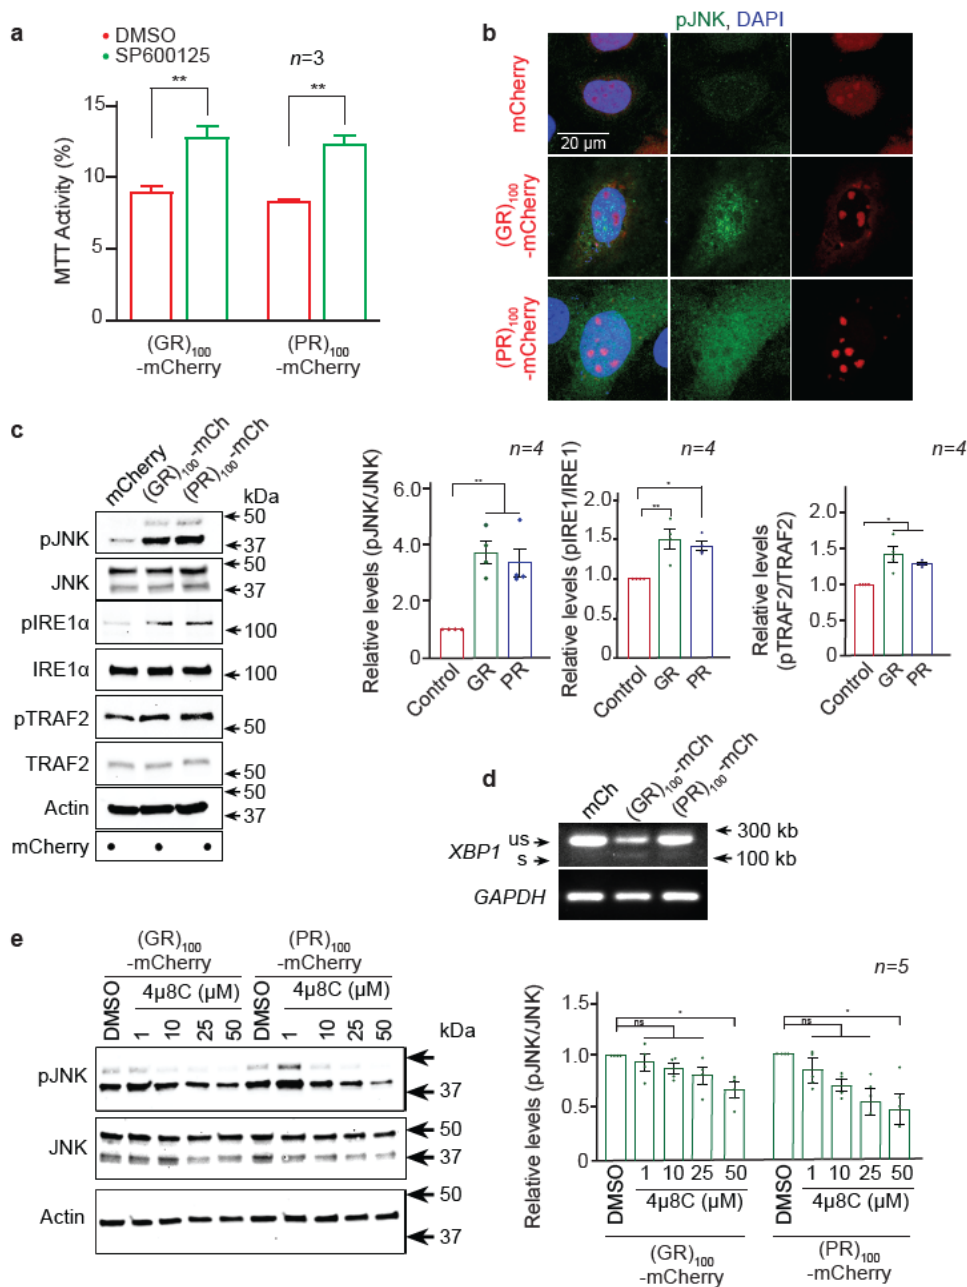 a
DMSO
SP600125
n=3
**
**
15
10
5
0
MTT Activity (%)
(GR)100
-mCherry
(PR)100
-mCherry
b
pJNK, DAPI
mCherry
20 µm
(GR)100
-mCherry
(PR)100
-mCherry
c
mCherry
(GR)100-mCh
(PR)100-mCh
kDa
pJNK
50
37
JNK
50
37
pIRE1α
100
IRE1α
100
pTRAF2
50
TRAF2
50
Actin
50
37
mCherry
n=4
Relative levels (pJNK/JNK)
6.0
4.0
2.0
0
**
Control
GR
PR
n=4
Relative levels (pIRE1/IRE1)
2.0
1.5
1.0
0.5
0
*
**
Control
GR
PR
n=4
Relative levels
(pTRAF2/TRAF2)
2.0
1.5
1.0
0.5
0
*
Control
GR
PR
d
mCh
(GR)100-mCh
(PR)100-mCh
XBP1
us
s
300 kb
100 kb
GAPDH
e
(GR)100
-mCherry
(PR)100
-mCherry
DMSO
4µ8C (µM)
1
10
25
50
DMSO
4µ8C (µM)
1
10
25
50
kDa
pJNK
37
JNK
50
37
Actin
50
37
n=5
Relative levels (pJNK/JNK)
1.5
1.0
0.5
0
*
ns
*
ns
DMSO
1 10 25 50
4µ8C (µM)
(GR)100
-mCherry
DMSO
1 10 25 50
4µ8C (µM)
(PR)100
-mCherry